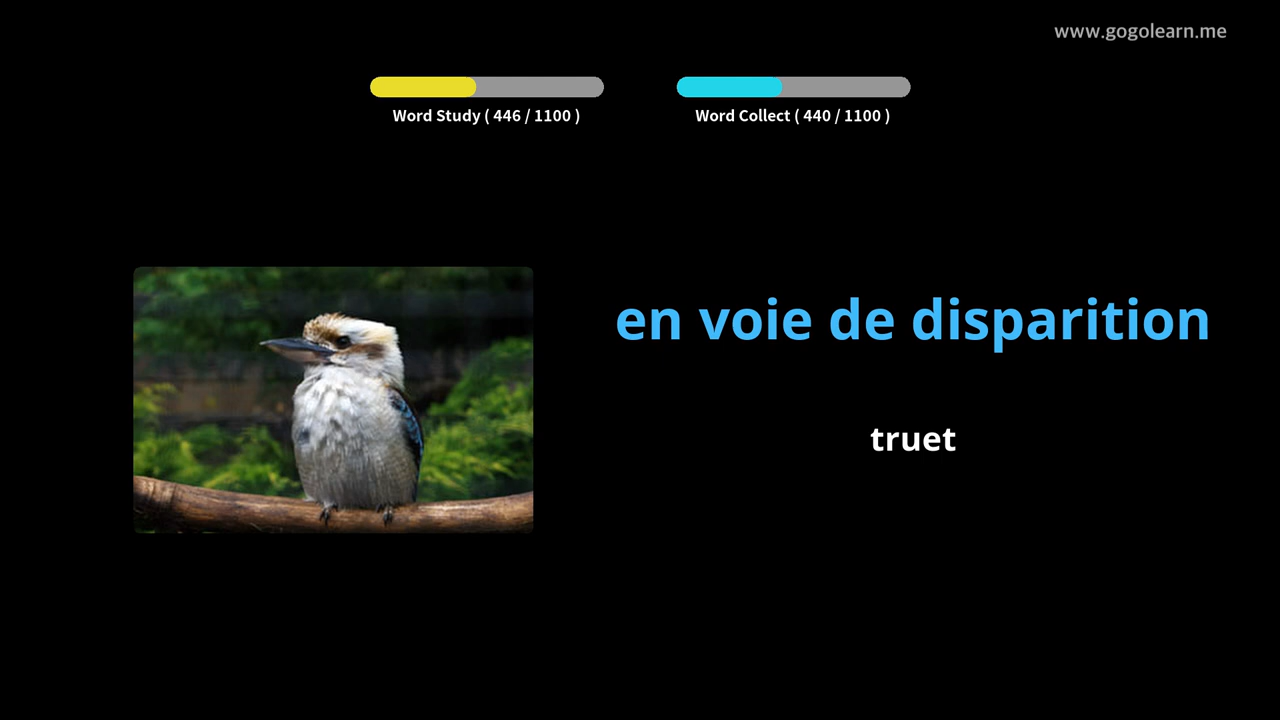 www.gogolearn.me
Word Study ( 446 / 1100 )
Word Collect ( 440 / 1100 )
en voie de disparition
truet